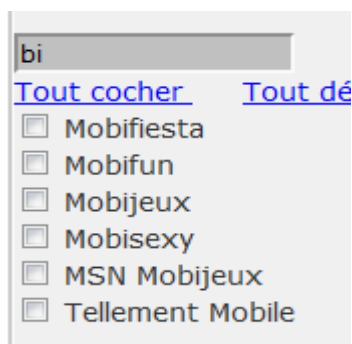 bi
Tout cocher Tout dé
Mobifiesta
Mobifun
Mobijeux
Mobisexy
MSN Mobijeux
Tellement Mobile